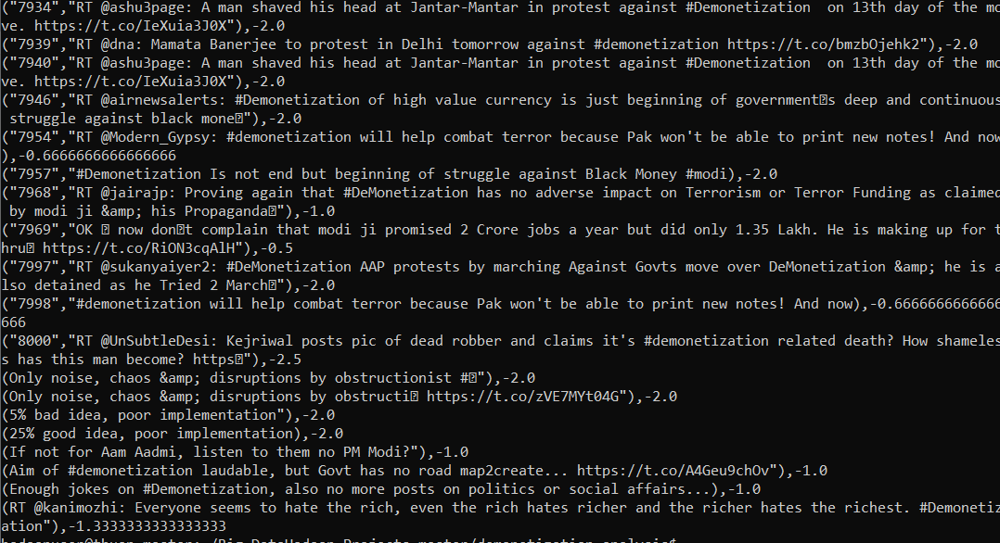 ("7934","RT @ashu3page: A man shaved his head at Jantar-Mantar in protest against #Demonetization  on 13th day of the mo
ve. https://t.co/IeXuia3J0X"),-2.0
("7939","RT @dna: Mamata Banerjee to protest in Delhi tomorrow against #demonetization https://t.co/bmzbOjehk2"),-2.0
("7940","RT @ashu3page: A man shaved his head at Jantar-Mantar in protest against #Demonetization  on 13th day of the mo
ve. https://t.co/IeXuia3J0X"),-2.0
("7946","RT @airnewsalerts: #Demonetization of high value currency is just beginning of government�s deep and continuous
 struggle against black mone�"),-2.0
("7954","RT @Modern_Gypsy: #demonetization will help combat terror because Pak won't be able to print new notes! And now
),-0.6666666666666666
("7957","#Demonetization Is not end but beginning of struggle against Black Money #modi),-2.0
("7968","RT @jairajp: Proving again that #DeMonetization has no adverse impact on Terrorism or Terror Funding as claimed
 by modi ji &amp; his Propaganda�"),-1.0
("7969","OK � now don�t complain that modi ji promised 2 Crore jobs a year but did only 1.35 Lakh. He is making up for t
hru� https://t.co/RiON3cqAlH"),-0.5
("7997","RT @sukanyaiyer2: #DeMonetization AAP protests by marching Against Govts move over DeMonetization &amp; he is a
lso detained as he Tried 2 March�"),-2.0
("7998","#demonetization will help combat terror because Pak won't be able to print new notes! And now),-0.6666666666666
666
("8000","RT @UnSubtleDesi: Kejriwal posts pic of dead robber and claims it's #demonetization related death? How shameles
s has this man become? https�"),-2.5
(Only noise, chaos &amp; disruptions by obstructionist #�"),-2.0
(Only noise, chaos &amp; disruptions by obstructi� https://t.co/zVE7MYt04G"),-2.0
(5% bad idea, poor implementation"),-2.0
(25% good idea, poor implementation),-2.0
(If not for Aam Aadmi, listen to them no PM Modi?"),-1.0
(Aim of #demonetization laudable, but Govt has no road map2create... https://t.co/A4Geu9chOv"),-1.0
(Enough jokes on #Demonetization, also no more posts on politics or social affairs...),-1.0
(RT @kanimozhi: Everyone seems to hate the rich, even the rich hates richer and the richer hates the richest. #Demonetiz
ation"),-1.3333333333333333